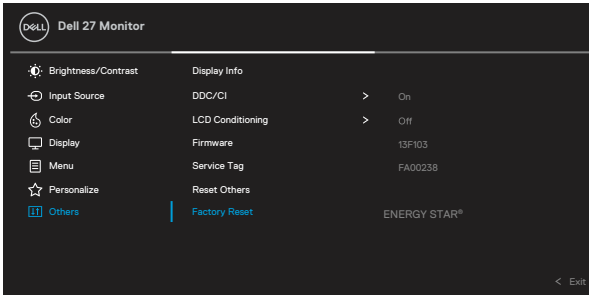 DELL Dell 27 Monitor
Brightness/Contrast Display Info
Input Source DDC/CI > On
Color LCD Conditioning > Off
Display Firmware 13F103
Menu Service Tag FA00238
Personalize Reset Others
Others Factory Reset ENERGY STAR®
< Exit